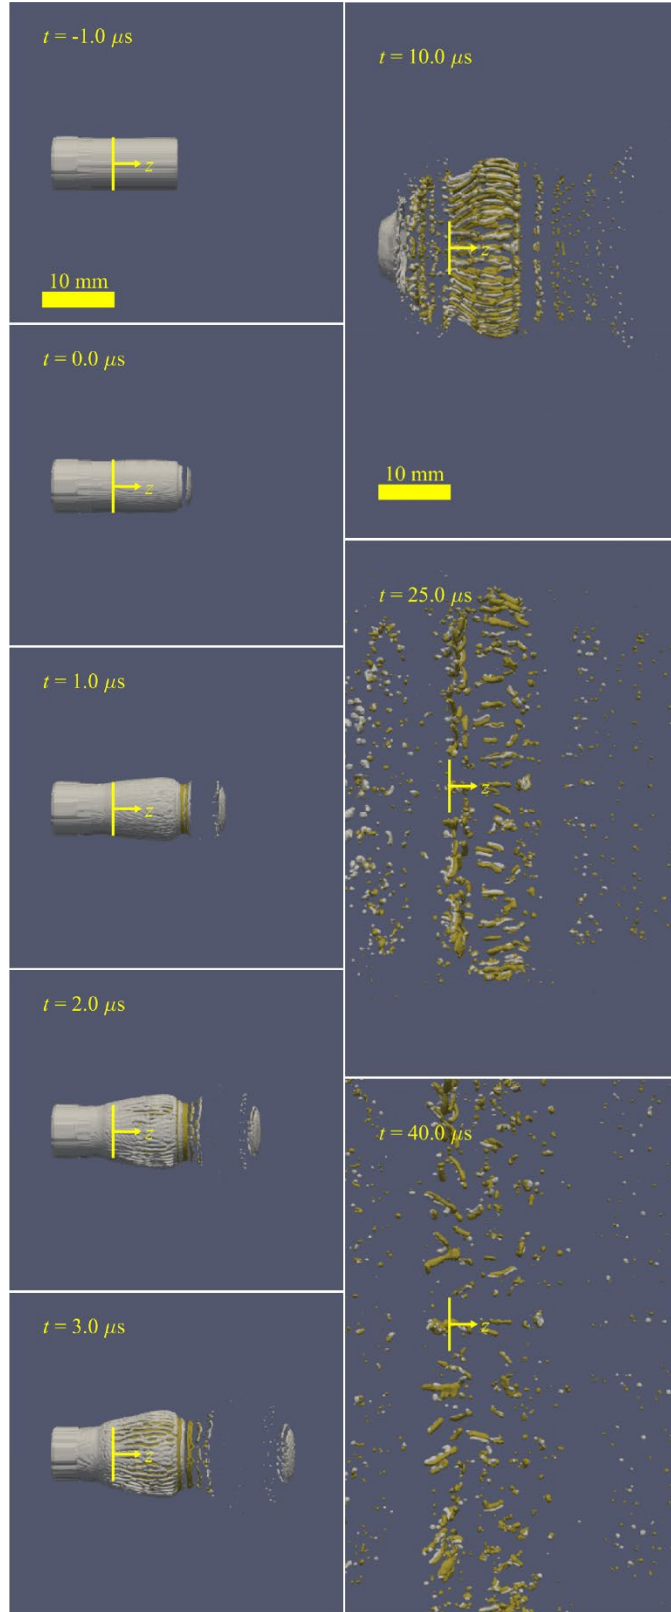 t = -1.0 μs
z
10 mm
t = 0.0 μs
z
t = 1.0 μs
z
t = 2.0 μs
z
t = 3.0 μs
z
t = 10.0 μs
z
10 mm
t = 25.0 μs
z
t = 40.0 μs
z